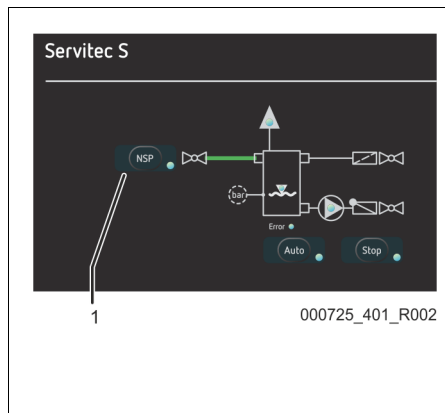 Servitec S
NSP
bar
Error
Auto
Stop
1
000725_401_R002